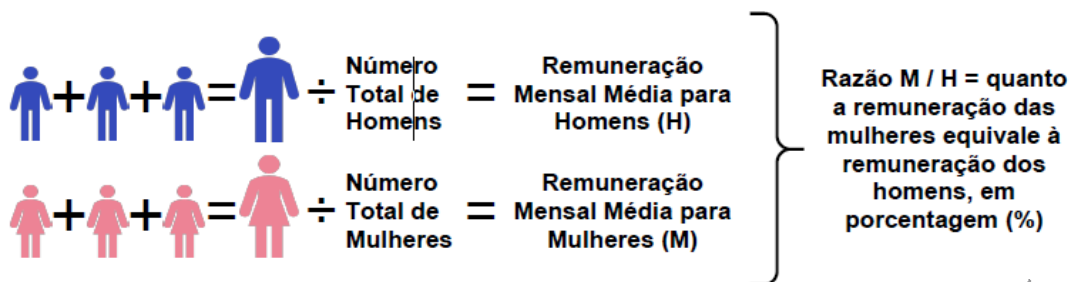 + + = ÷ Número
Total de
Homens
= Remuneração
Mensal Média para
Homens (H)
+ + = ÷ Número
Total de
Mulheres
= Remuneração
Mensal Média para
Mulheres (M)
Razão M / H = quanto
a remuneração das
mulheres equivale à
remuneração dos
homens, em
porcentagem (%)